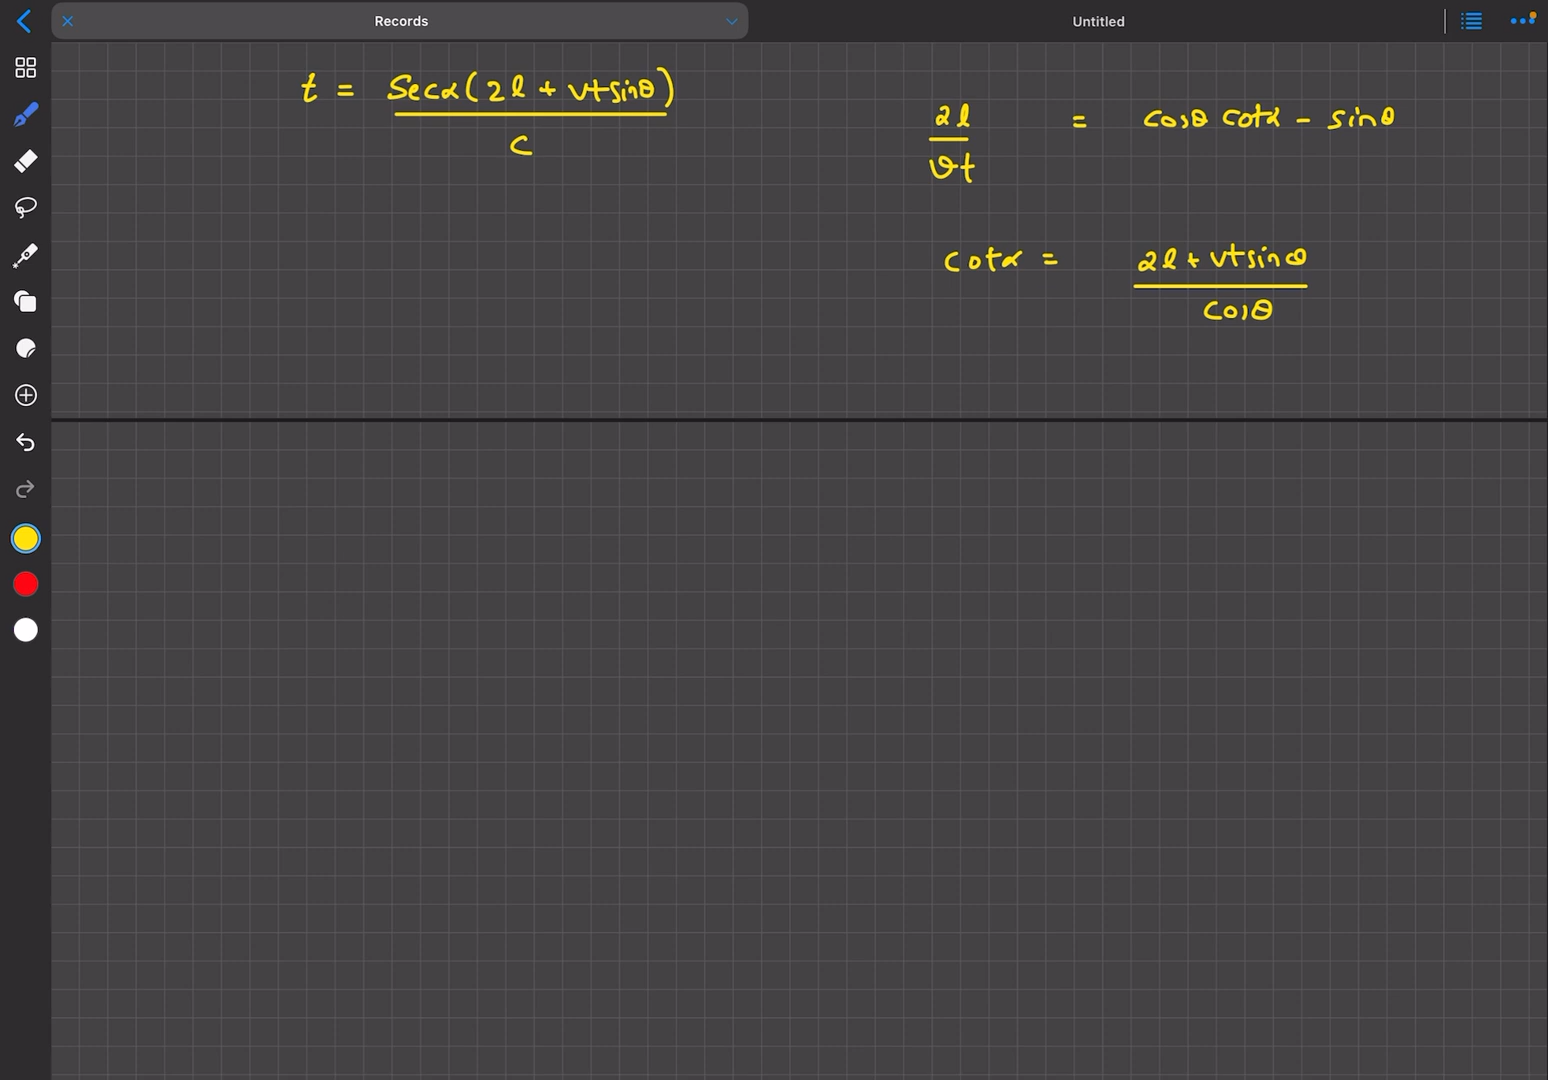 Records
Untitled
t = Secα(2l + vtsinθ)
C
2l = cosθ cotα - sinθ
vt
cotα = 2l + vtsinθ
cosθ